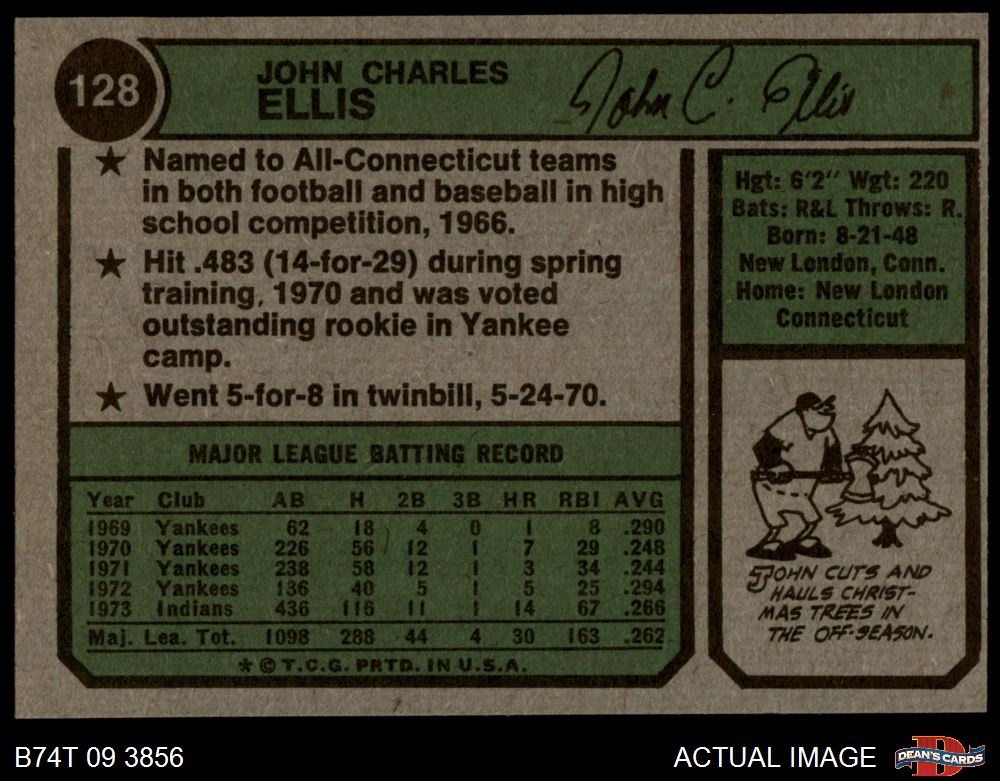 128
JOHN CHARLES
ELLIS
John C. Ellis
★ Named to All-Connecticut teams
in both football and baseball in high
school competition, 1966.
★ Hit .483 (14-for-29) during spring
training, 1970 and was voted
outstanding rookie in Yankee
camp.
★ Went 5-for-8 in twinbill, 5-24-70.
MAJOR LEAGUE BATTING RECORD
Year Club AB H 2B 3B HR RBI AVG
1969 Yankees 62 18 4 0 1 8 .290
1970 Yankees 226 56 12 1 7 29 .248
1971 Yankees 238 58 12 1 3 34 .244
1972 Yankees 136 40 5 1 5 25 .294
1973 Indians 436 116 11 1 14 67 .266
Maj. Lea. Tot. 1098 288 44 4 30 163 .262
* © T.C.G. PRTD. IN U.S.A.
Hgt: 6'2" Wgt: 220
Bats: R&L Throws: R.
Born: 8-21-48
New London, Conn.
Home: New London
Connecticut
JOHN CUTS AND
HAULS CHRIST-
MAS TREES IN
THE OFF-SEASON.
B74T 09 3856
ACTUAL IMAGE
D
DEAN'S CARDS